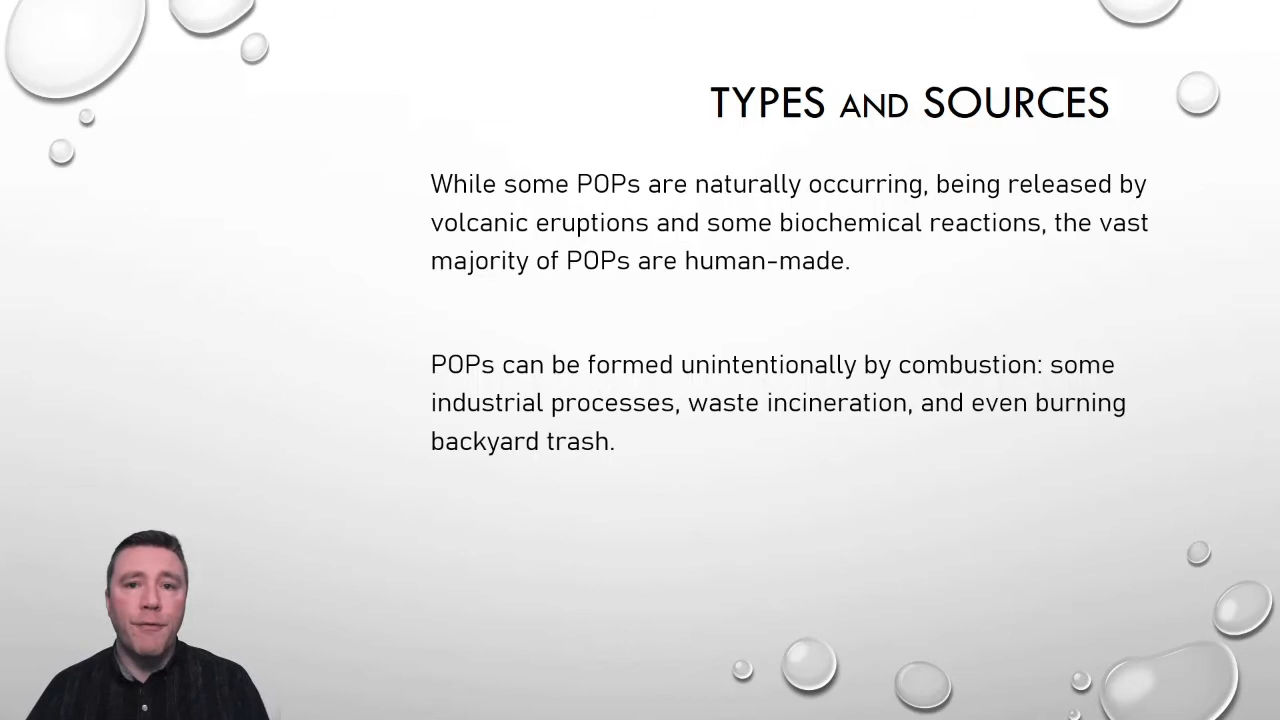 TYPES AND SOURCES
While some POPs are naturally occurring, being released by
volcanic eruptions and some biochemical reactions, the vast
majority of POPs are human-made.
POPs can be formed unintentionally by combustion: some
industrial processes, waste incineration, and even burning
backyard trash.